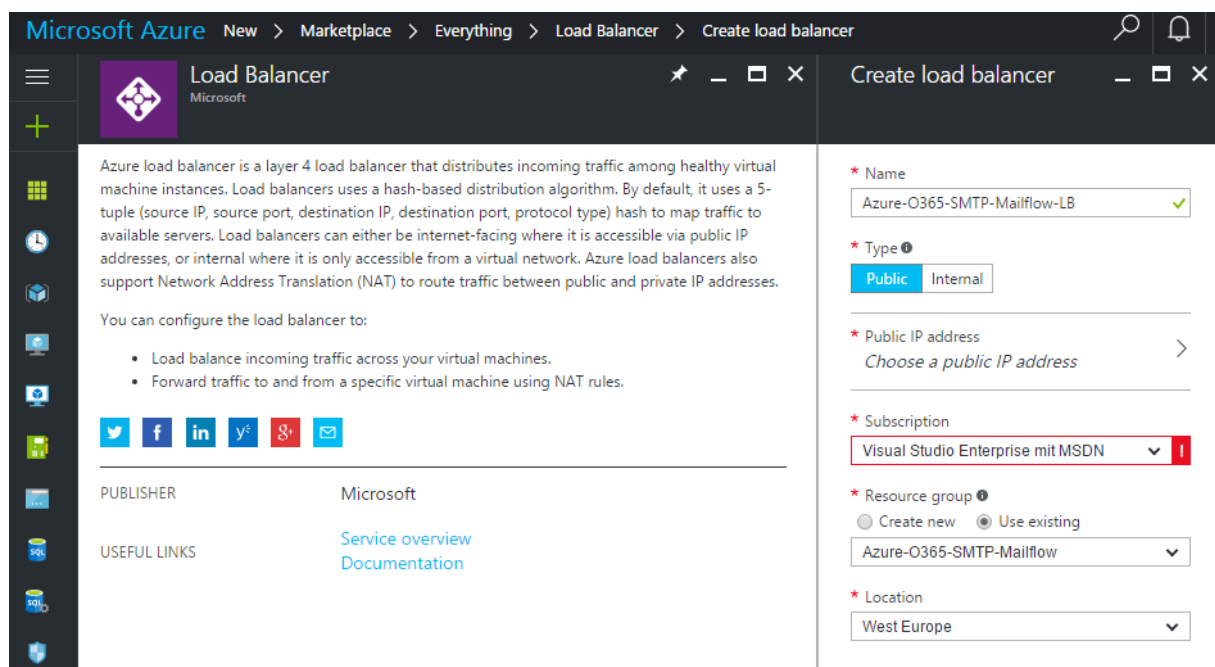 Microsoft Azure New > Marketplace > Everything > Load Balancer > Create load balancer
Load Balancer
Microsoft
Azure load balancer is a layer 4 load balancer that distributes incoming traffic among healthy virtual
machine instances. Load balancers uses a hash-based distribution algorithm. By default, it uses a 5-
tuple (source IP, source port, destination IP, destination port, protocol type) hash to map traffic to
available servers. Load balancers can either be internet-facing where it is accessible via public IP
addresses, or internal where it is only accessible from a virtual network. Azure load balancers also
support Network Address Translation (NAT) to route traffic between public and private IP addresses.
You can configure the load balancer to:
• Load balance incoming traffic across your virtual machines.
• Forward traffic to and from a specific virtual machine using NAT rules.
PUBLISHER Microsoft
USEFUL LINKS
Service overview
Documentation
Create load balancer
* Name
Azure-O365-SMTP-Mailflow-LB
* Type
Public Internal
* Public IP address
Choose a public IP address
* Subscription
Visual Studio Enterprise mit MSDN
* Resource group
Create new Use existing
Azure-O365-SMTP-Mailflow
* Location
West Europe